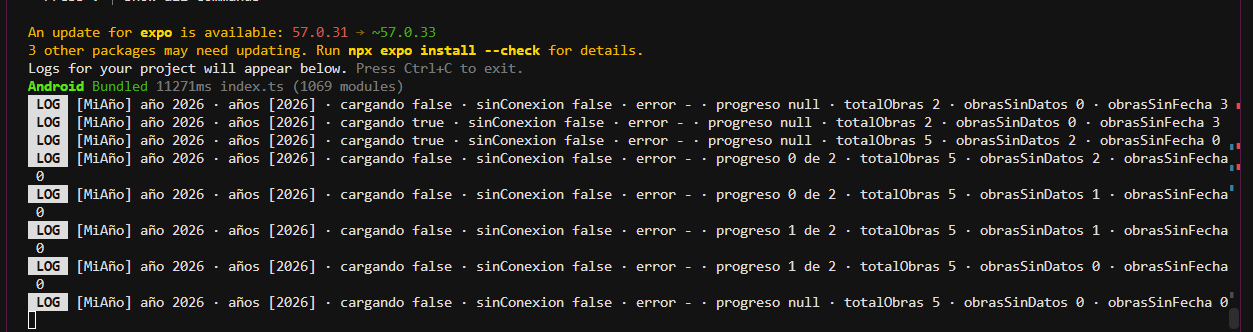 An update for expo is available: 57.0.31 → ~57.0.33
3 other packages may need updating. Run npx expo install --check for details.
Logs for your project will appear below. Press Ctrl+C to exit.
Android Bundled 11271ms index.ts (1069 modules)
LOG [MiAño] año 2026 · años [2026] · cargando false · sinConexion false · error - · progreso null · totalObras 2 · obrasSinDatos 0 · obrasSinFecha 3
LOG [MiAño] año 2026 · años [2026] · cargando true · sinConexion false · error - · progreso null · totalObras 2 · obrasSinDatos 0 · obrasSinFecha 3
LOG [MiAño] año 2026 · años [2026] · cargando true · sinConexion false · error - · progreso null · totalObras 5 · obrasSinDatos 2 · obrasSinFecha 0
LOG [MiAño] año 2026 · años [2026] · cargando false · sinConexion false · error - · progreso 0 de 2 · totalObras 5 · obrasSinDatos 2 · obrasSinFecha
0
LOG [MiAño] año 2026 · años [2026] · cargando false · sinConexion false · error - · progreso 0 de 2 · totalObras 5 · obrasSinDatos 1 · obrasSinFecha
0
LOG [MiAño] año 2026 · años [2026] · cargando false · sinConexion false · error - · progreso 1 de 2 · totalObras 5 · obrasSinDatos 1 · obrasSinFecha
0
LOG [MiAño] año 2026 · años [2026] · cargando false · sinConexion false · error - · progreso 1 de 2 · totalObras 5 · obrasSinDatos 0 · obrasSinFecha
0
LOG [MiAño] año 2026 · años [2026] · cargando false · sinConexion false · error - · progreso null · totalObras 5 · obrasSinDatos 0 · obrasSinFecha 0